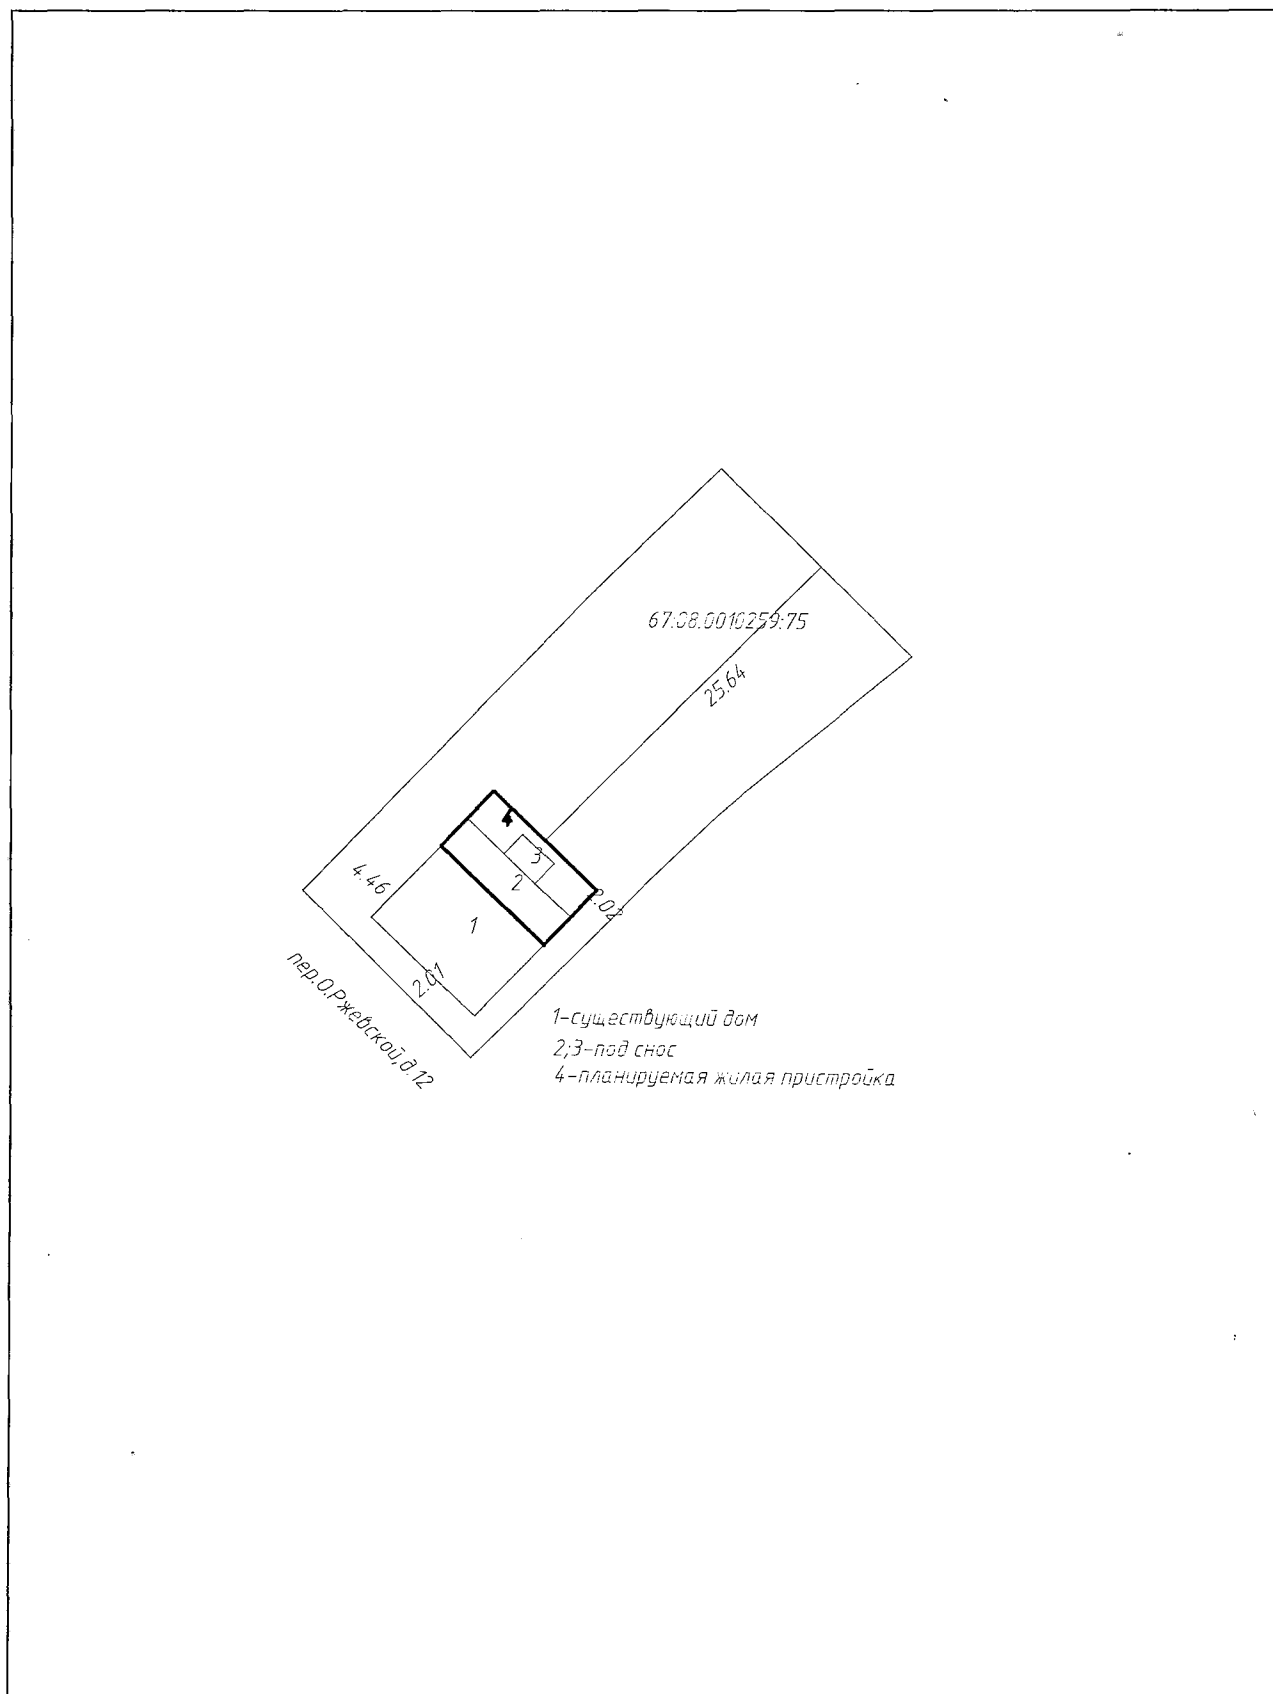 67:08:0010259:75
25.64
4
3
2
4.46
2.02
1
2.01
пер.О.Ржевской,д.12
1-существующий дом
2;3-под снос
4-планируемая жилая пристройка